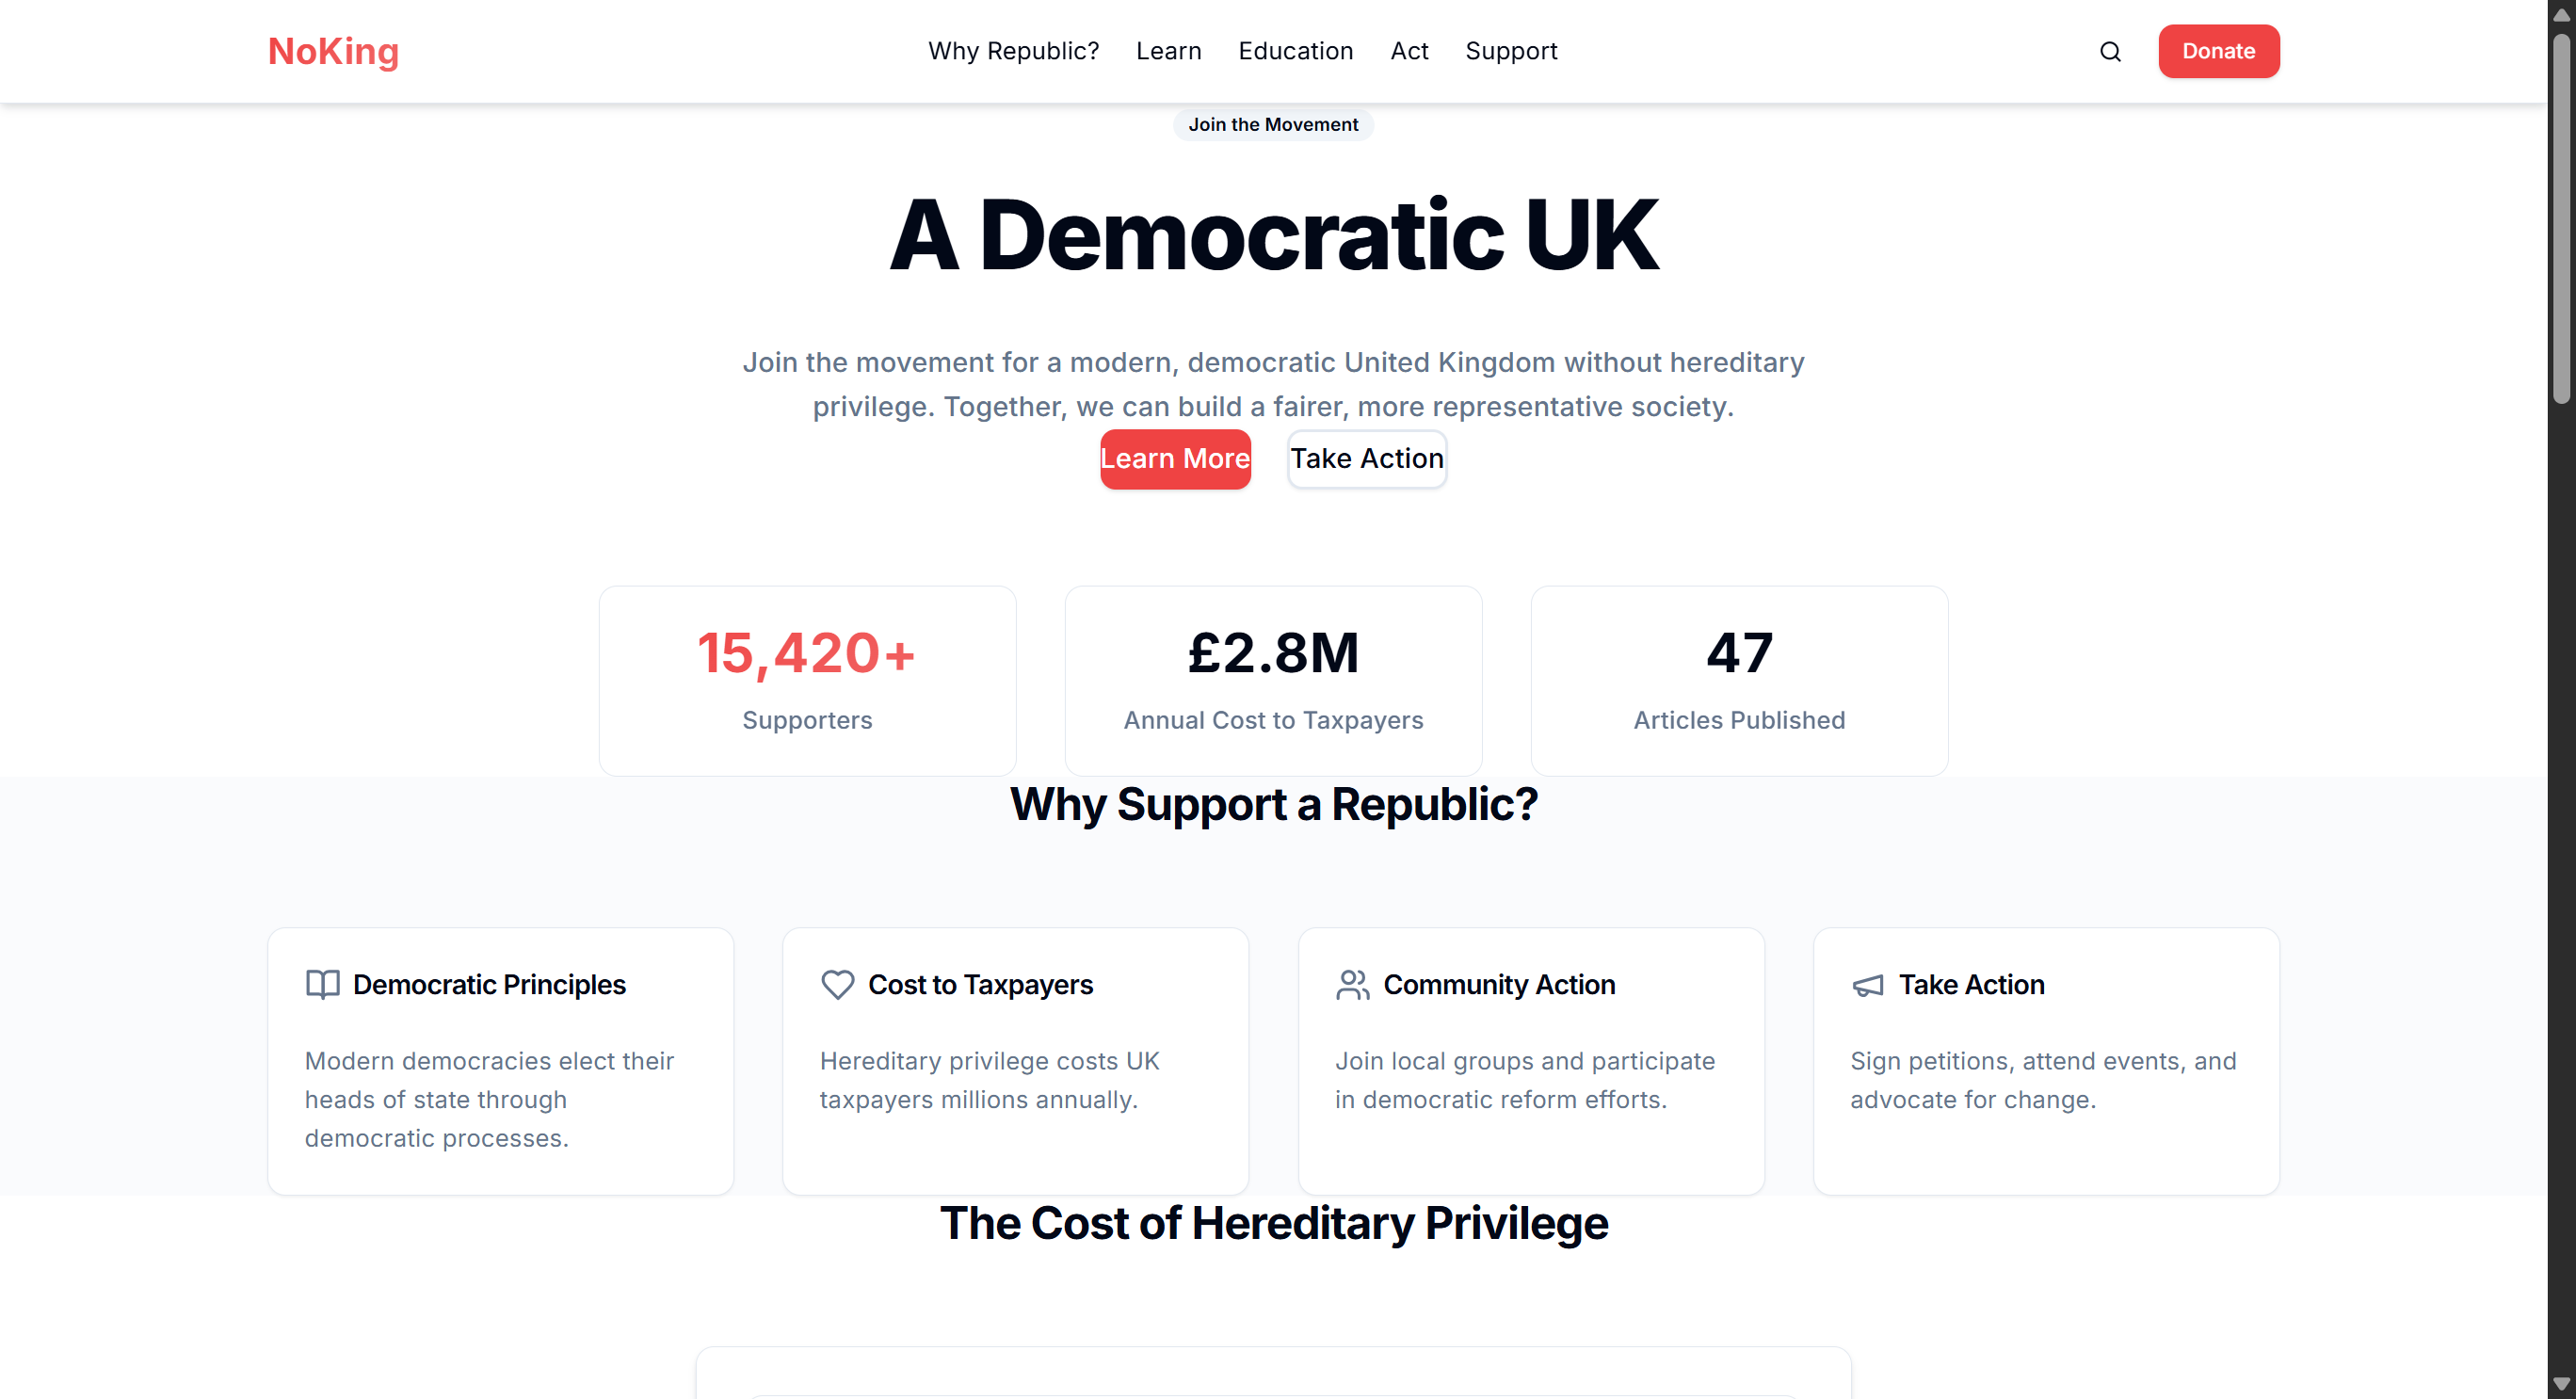 NoKing
Why Republic? Learn Education Act Support
Donate
Join the Movement
A Democratic UK
Join the movement for a modern, democratic United Kingdom without hereditary
privilege. Together, we can build a fairer, more representative society.
Learn More
Take Action
15,420+
Supporters
£2.8M
Annual Cost to Taxpayers
47
Articles Published
Why Support a Republic?
Democratic Principles
Modern democracies elect their
heads of state through
democratic processes.
Cost to Taxpayers
Hereditary privilege costs UK
taxpayers millions annually.
Community Action
Join local groups and participate
in democratic reform efforts.
Take Action
Sign petitions, attend events, and
advocate for change.
The Cost of Hereditary Privilege